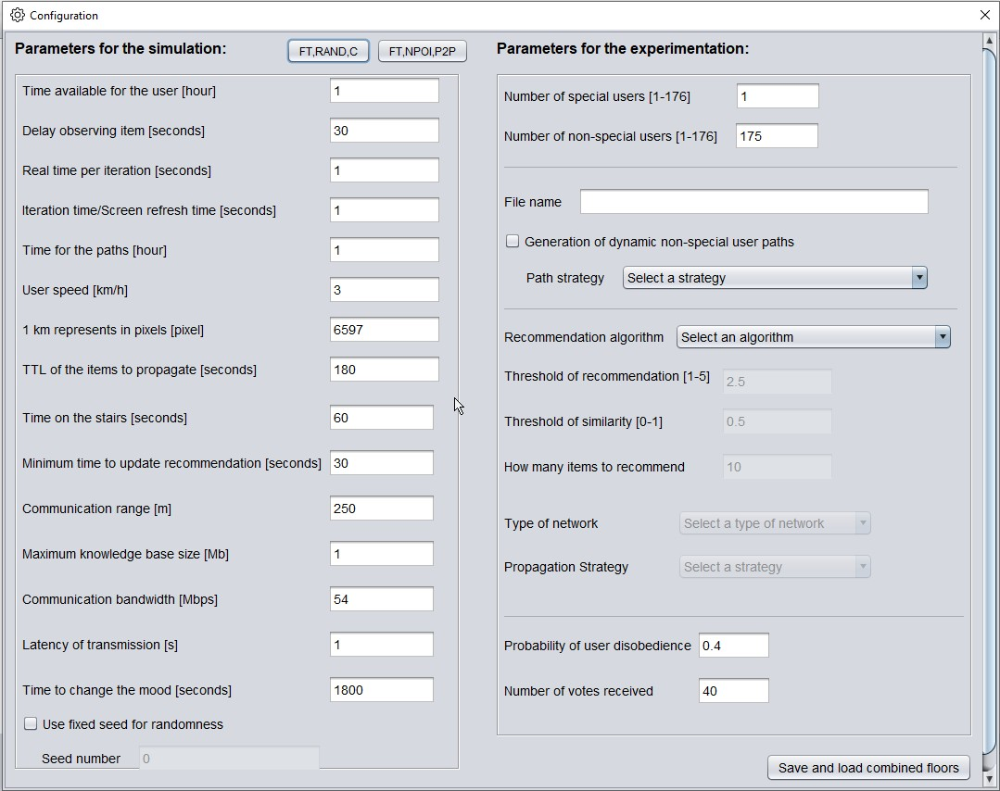 Configuration
Parameters for the simulation:
FT,RAND,C
FT,NPOI,P2P
Time available for the user [hour]
1
Delay observing item [seconds]
30
Real time per iteration [seconds]
1
Iteration time/Screen refresh time [seconds]
1
Time for the paths [hour]
1
User speed [km/h]
3
1 km represents in pixels [pixel]
6597
TTL of the items to propagate [seconds]
180
Time on the stairs [seconds]
60
Minimum time to update recommendation [seconds]
30
Communication range [m]
250
Maximum knowledge base size [Mb]
1
Communication bandwidth [Mbps]
54
Latency of transmission [s]
1
Time to change the mood [seconds]
1800
Use fixed seed for randomness
Seed number
0
Parameters for the experimentation:
Number of special users [1-176]
1
Number of non-special users [1-176]
175
File name
Generation of dynamic non-special user paths
Path strategy
Select a strategy
Recommendation algorithm
Select an algorithm
Threshold of recommendation [1-5]
2.5
Threshold of similarity [0-1]
0.5
How many items to recommend
10
Type of network
Select a type of network
Propagation Strategy
Select a strategy
Probability of user disobedience
0.4
Number of votes received
40
Save and load combined floors